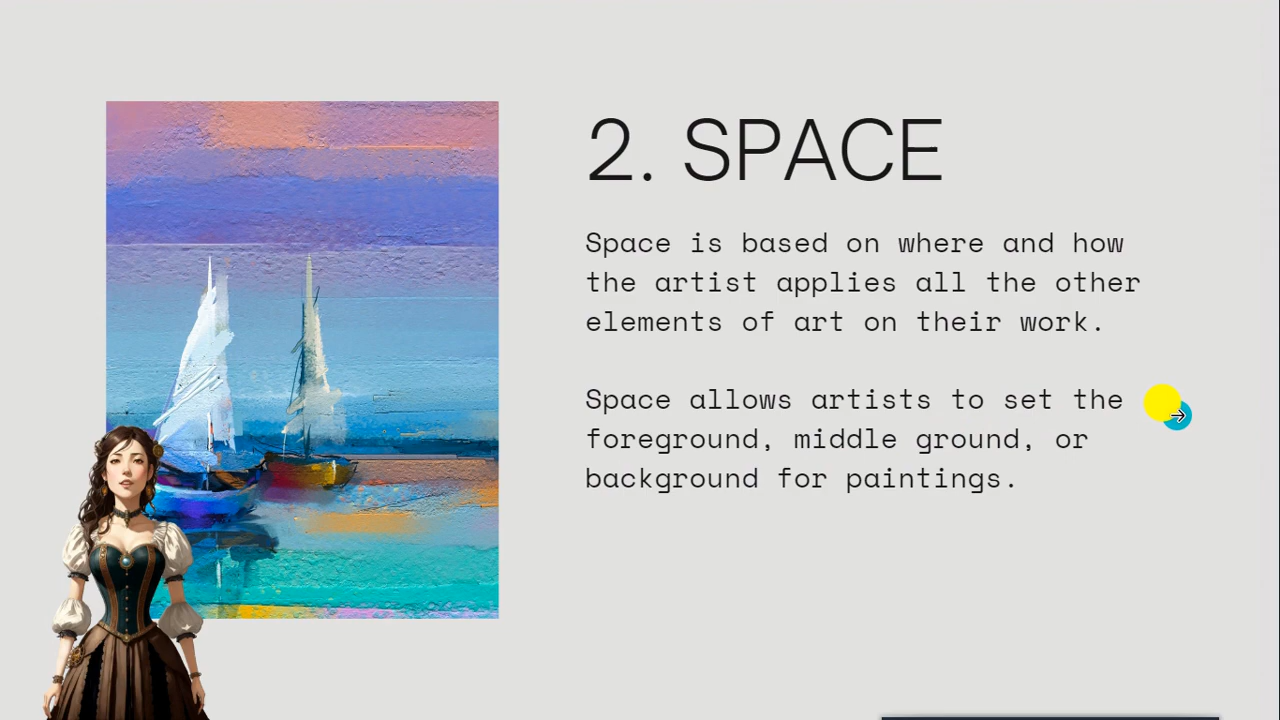 2. SPACE
Space is based on where and how
the artist applies all the other
elements of art on their work.
Space allows artists to set the
foreground, middle ground, or
background for paintings.